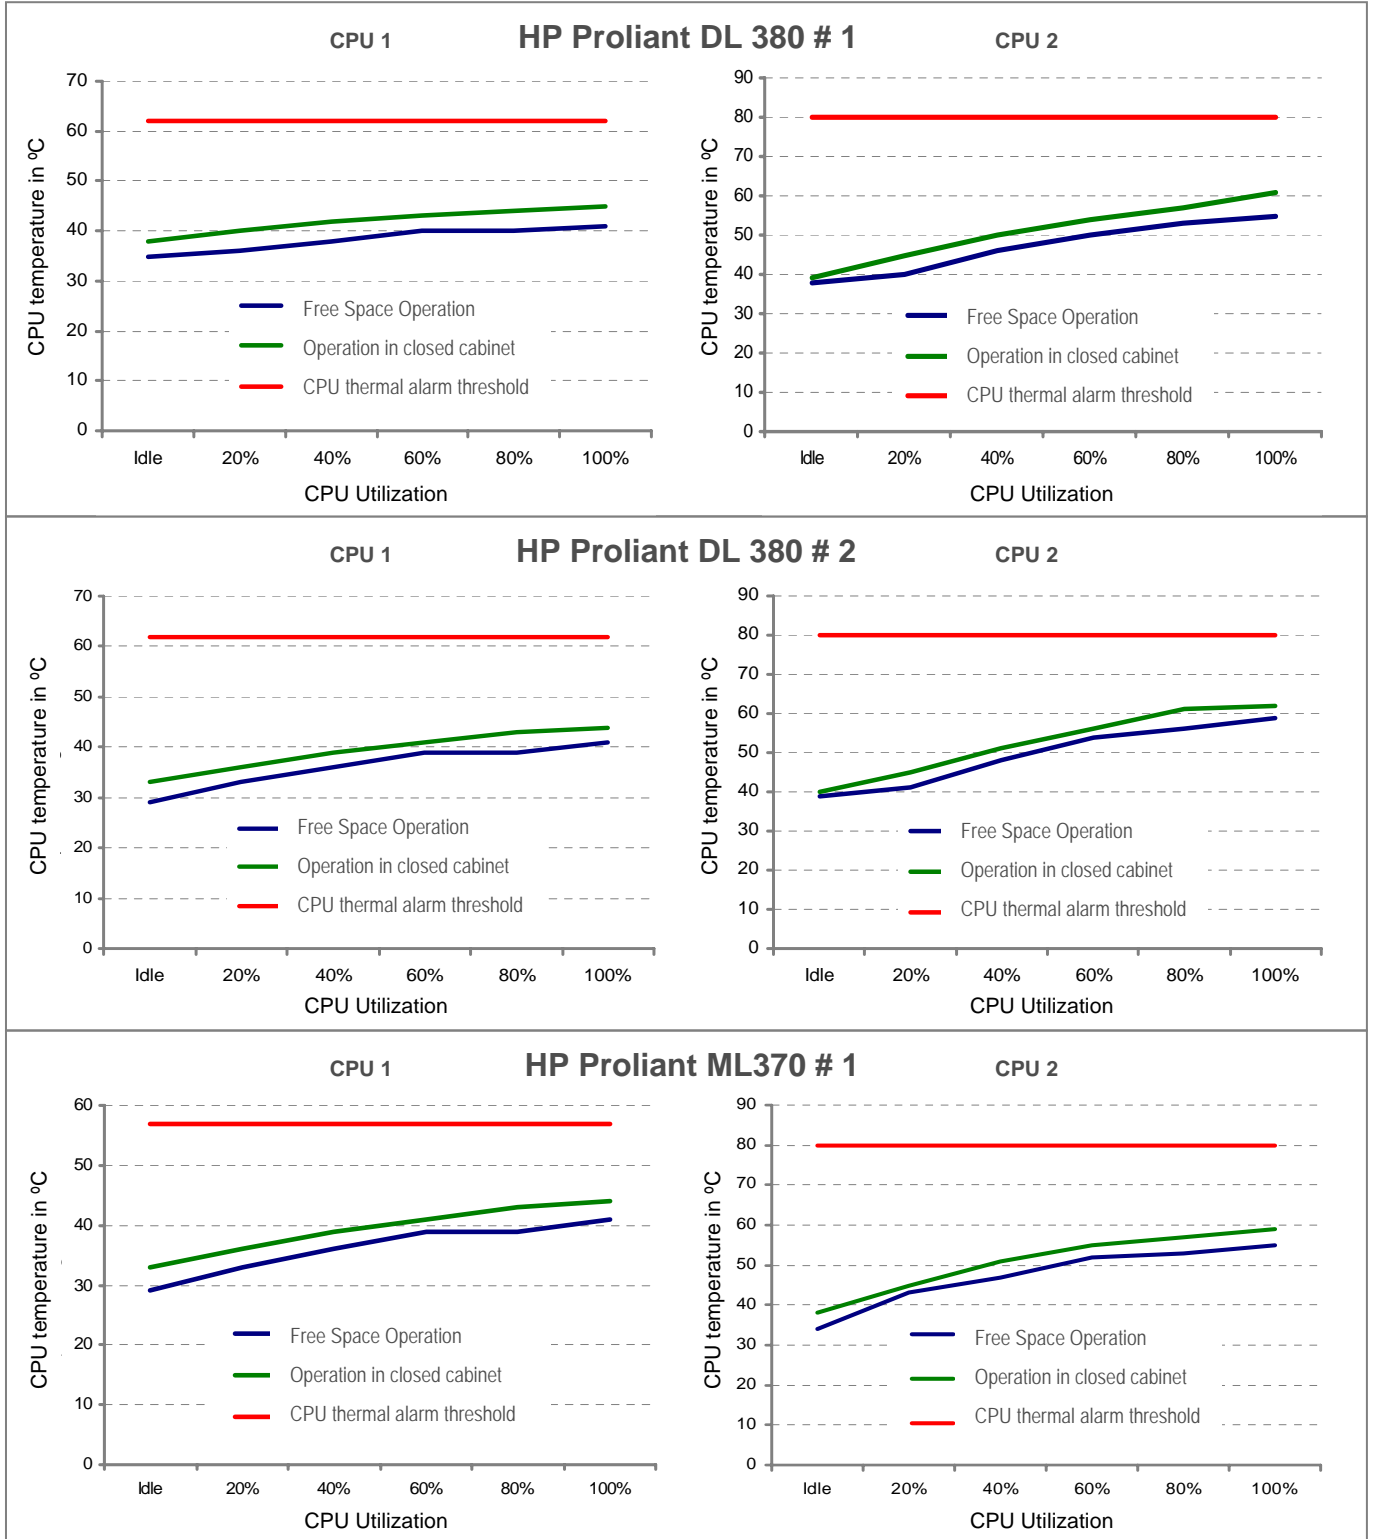 CPU 1
HP Proliant DL 380 # 1
CPU 2
CPU temperature in ºC
70
60
50
40
30
20
10
0
Free Space Operation
Operation in closed cabinet
CPU thermal alarm threshold
Idle 20% 40% 60% 80% 100%
CPU Utilization
CPU temperature in ºC
90
80
70
60
50
40
30
20
10
0
Free Space Operation
Operation in closed cabinet
CPU thermal alarm threshold
Idle 20% 40% 60% 80% 100%
CPU Utilization
CPU 1
HP Proliant DL 380 # 2
CPU 2
CPU temperature in ºC
70
60
50
40
30
20
10
0
Free Space Operation
Operation in closed cabinet
CPU thermal alarm threshold
Idle 20% 40% 60% 80% 100%
CPU Utilization
CPU temperature in ºC
90
80
70
60
50
40
30
20
10
0
Free Space Operation
Operation in closed cabinet
CPU thermal alarm threshold
Idle 20% 40% 60% 80% 100%
CPU Utilization
CPU 1
HP Proliant ML370 # 1
CPU 2
CPU temperature in ºC
60
50
40
30
20
10
0
Free Space Operation
Operation in closed cabinet
CPU thermal alarm threshold
Idle 20% 40% 60% 80% 100%
CPU Utilization
CPU temperature in ºC
90
80
70
60
50
40
30
20
10
0
Free Space Operation
Operation in closed cabinet
CPU thermal alarm threshold
Idle 20% 40% 60% 80% 100%
CPU Utilization